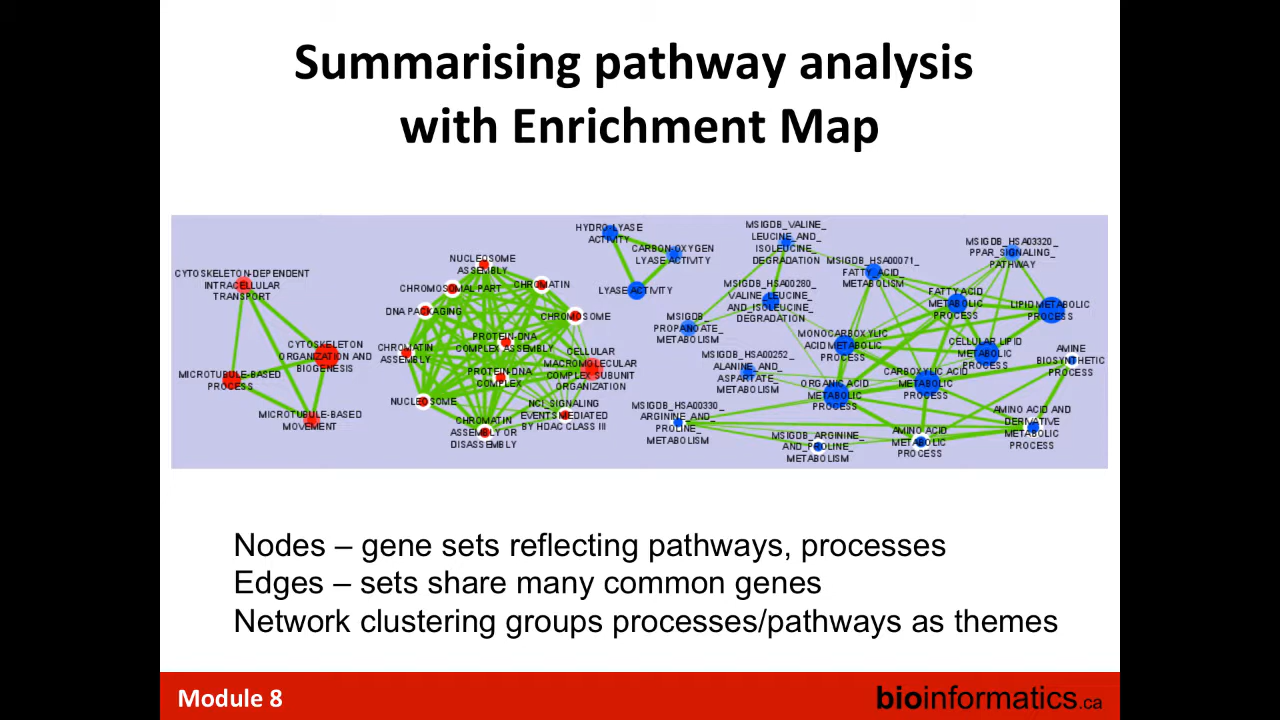 Summarising pathway analysis
with Enrichment Map
CYTOSKELETON-DEPENDENT
INTRACELLULAR
TRANSPORT
CYTOSKELETON
ORGANIZATION AND
BIOGENESIS
MICROTUBULE-BASED
PROCESS
MICROTUBULE-BASED
MOVEMENT
NUCLEOSOME
ASSEMBLY
CHROMOSOMAL PART
CHROMATIN
DNA PACKAGING
CHROMOSOME
PROTEIN-DNA
COMPLEX ASSEMBLY
CHROMATIN
ASSEMBLY
CELLULAR
MACROMOLECULAR
COMPLEX SUBUNIT
ORGANIZATION
PROTEIN-DNA
COMPLEX
NUCLEOSOME
NCI_SIGNALING
EVENTS MEDIATED
BY HDAC CLASS III
CHROMATIN
ASSEMBLY OR
DISASSEMBLY
HYDRO-LYASE
ACTIVITY
CARBON-OXYGEN
LYASE ACTIVITY
LYASE ACTIVITY
MSIGDB_VALINE_
LEUCINE_AND_
ISOLEUCINE_
DEGRADATION
MSIGDB_HSA00280_
VALINE_LEUCINE_
AND_ISOLEUCINE_
DEGRADATION
MSIGDB_
PROPANOATE_
METABOLISM
MSIGDB_HSA00071_
FATTY_ACID_
METABOLISM
MSIGDB_HSA03320_
PPAR_SIGNALING_
PATHWAY
FATTY ACID
METABOLIC
PROCESS
LIPID METABOLIC
PROCESS
MONOCARBOXYLIC
ACID METABOLIC
PROCESS
CELLULAR LIPID
METABOLIC
PROCESS
AMINE
BIOSYNTHETIC
PROCESS
MSIGDB_HSA00252_
ALANINE_AND_
ASPARTATE_
METABOLISM
CARBOXYLIC ACID
METABOLIC
PROCESS
ORGANIC ACID
METABOLIC
PROCESS
MSIGDB_HSA00330_
ARGININE_AND_
PROLINE_
METABOLISM
AMINO ACID AND
DERIVATIVE
METABOLIC
PROCESS
MSIGDB_ARGININE_
AND_PROLINE_
METABOLISM
AMINO ACID
METABOLIC
PROCESS
Nodes – gene sets reflecting pathways, processes
Edges – sets share many common genes
Network clustering groups processes/pathways as themes
Module 8
bioinformatics.ca